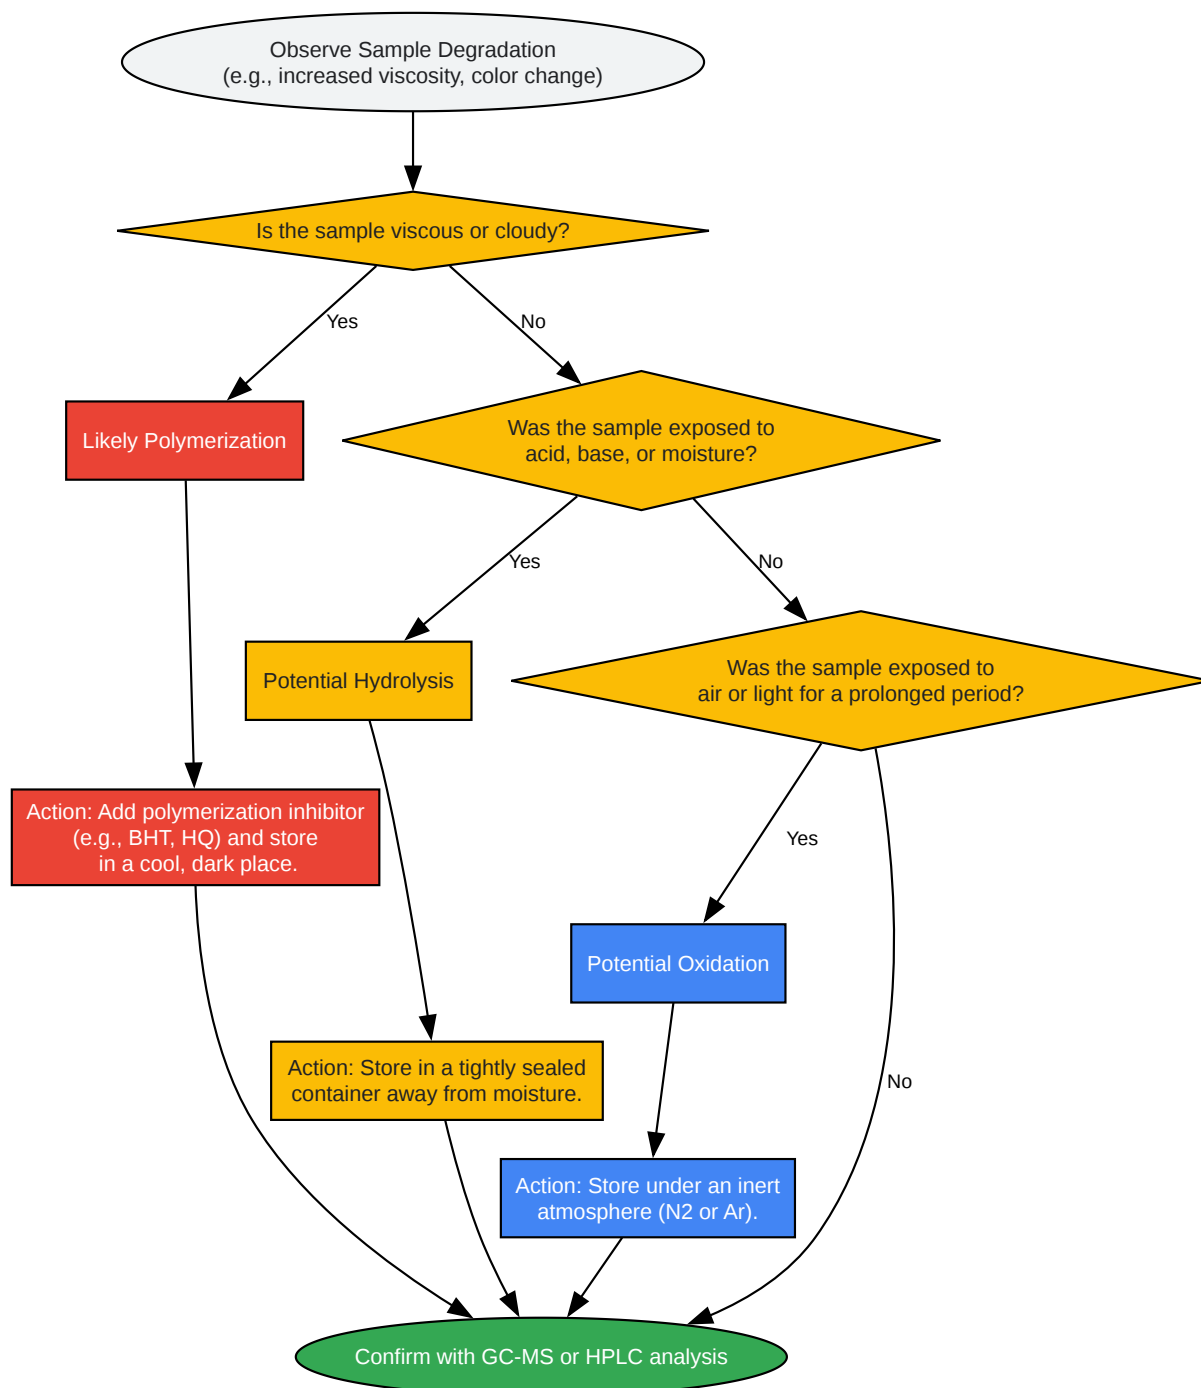 Observe Sample Degradation
(e.g., increased viscosity, color change)
Is the sample viscous or cloudy?
Yes
No
Likely Polymerization
Was the sample exposed to
acid, base, or moisture?
Yes
No
Potential Hydrolysis
Was the sample exposed to
air or light for a prolonged period?
Action: Add polymerization inhibitor
(e.g., BHT, HQ) and store
in a cool, dark place.
Yes
Potential Oxidation
Action: Store in a tightly sealed
container away from moisture.
No
Action: Store under an inert
atmosphere (N2 or Ar).
Confirm with GC-MS or HPLC analysis